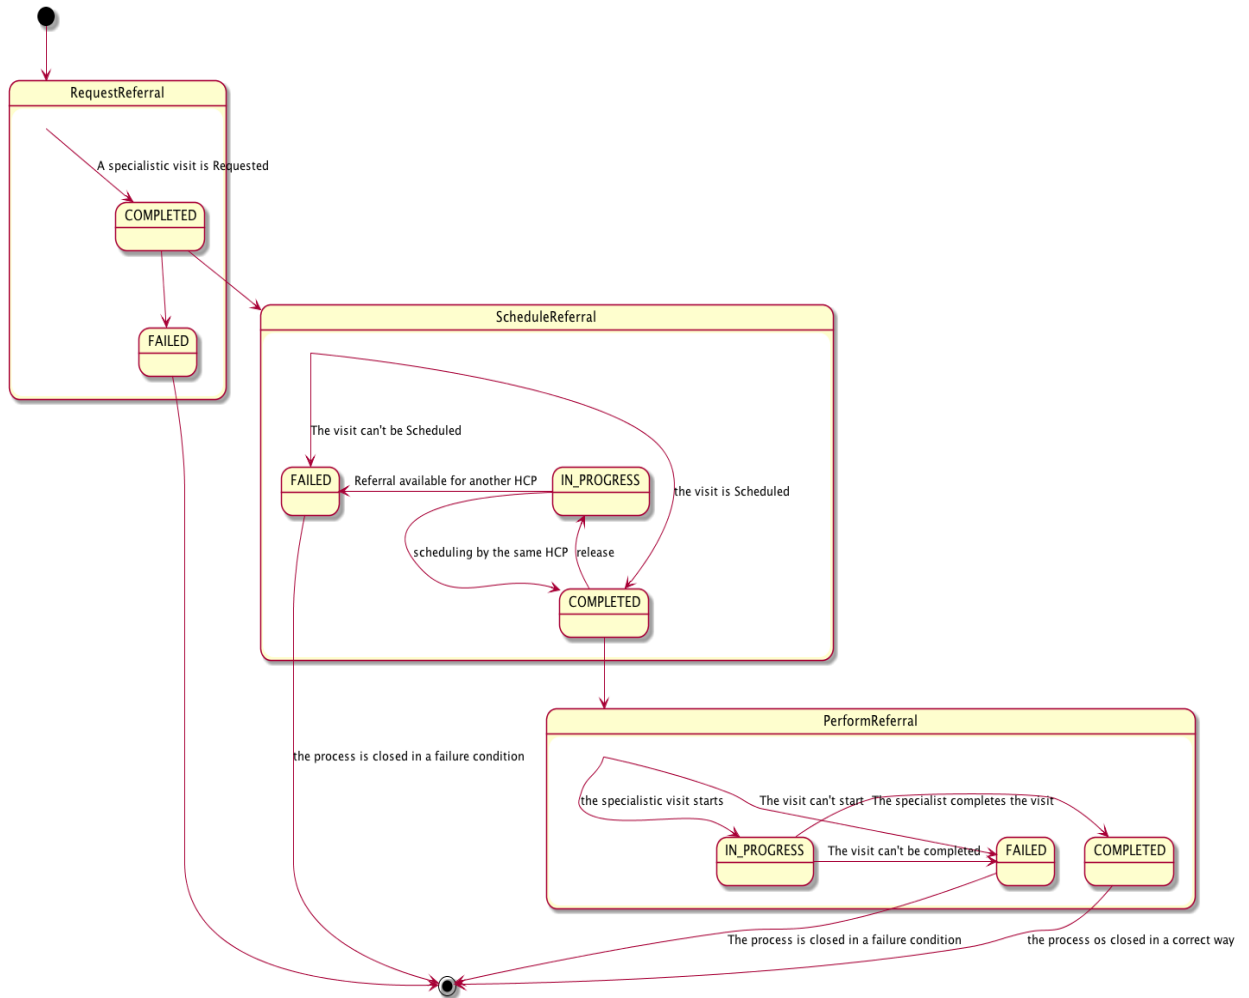 RequestReferral
A specialistic visit is Requested
COMPLETED
FAILED
ScheduleReferral
The visit can't be Scheduled
FAILED
Referral available for another HCP
IN_PROGRESS
the visit is Scheduled
scheduling by the same HCP
release
COMPLETED
the process is closed in a failure condition
PerformReferral
the specialistic visit starts
The visit can't start
The specialist completes the visit
IN_PROGRESS
The visit can't be completed
FAILED
COMPLETED
The process is closed in a failure condition
the process os closed in a correct way